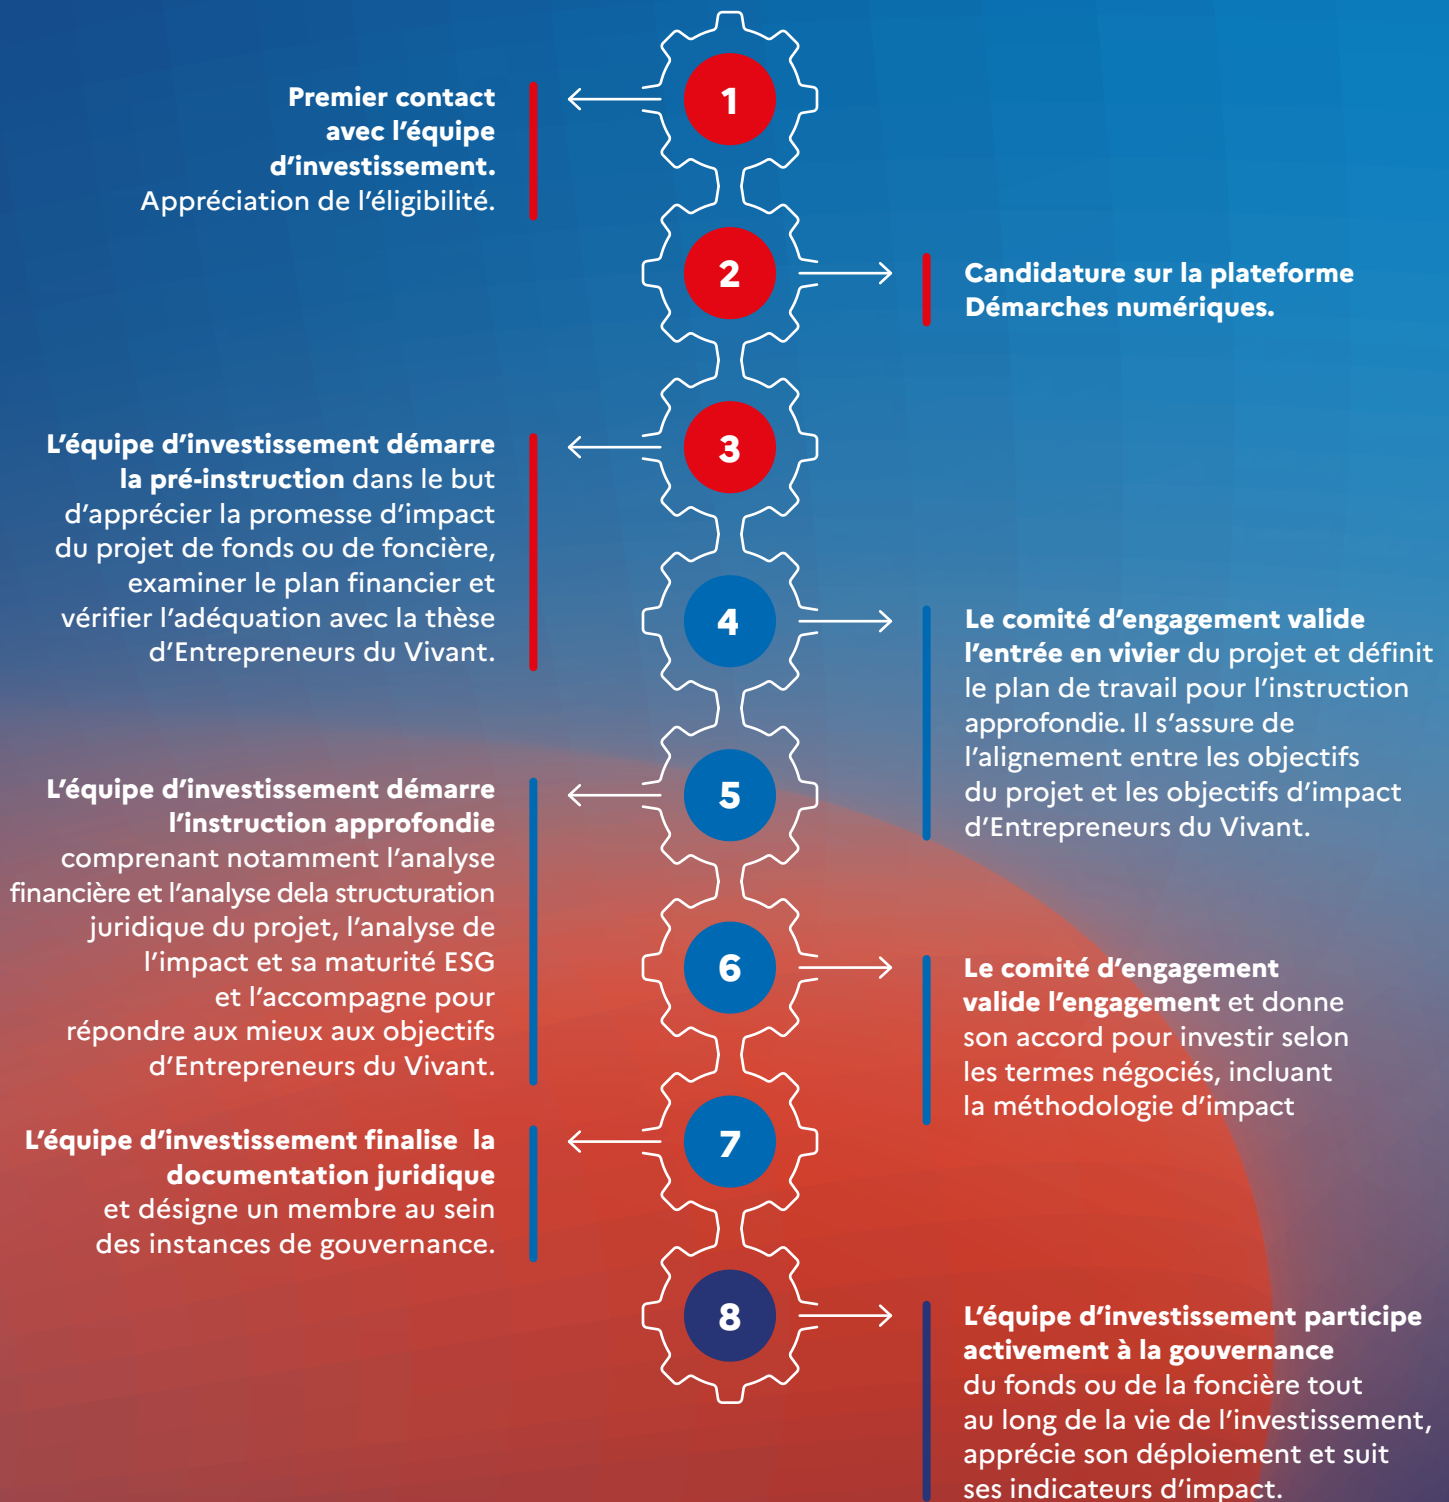 1
Premier contact
avec l’équipe
d’investissement.
Appréciation de l’éligibilité.
2
Candidature sur la plateforme
Démarches numériques.
3
L’équipe d’investissement démarre
la pré-instruction dans le but
d’apprécier la promesse d’impact
du projet de fonds ou de foncière,
examiner le plan financier et
vérifier l’adéquation avec la thèse
d’Entrepreneurs du Vivant.
4
Le comité d’engagement valide
l’entrée en vivier du projet et définit
le plan de travail pour l’instruction
approfondie. Il s’assure de
l’alignement entre les objectifs
du projet et les objectifs d’impact
d’Entrepreneurs du Vivant.
5
L’équipe d’investissement démarre
l’instruction approfondie
comprenant notamment l’analyse
financière et l’analyse dela structuration
juridique du projet, l’analyse de
l’impact et sa maturité ESG
et l’accompagne pour
répondre aux mieux aux objectifs
d’Entrepreneurs du Vivant.
6
Le comité d’engagement
valide l’engagement et donne
son accord pour investir selon
les termes négociés, incluant
la méthodologie d’impact
7
L’équipe d’investissement finalise la
documentation juridique
et désigne un membre au sein
des instances de gouvernance.
8
L’équipe d’investissement participe
activement à la gouvernance
du fonds ou de la foncière tout
au long de la vie de l’investissement,
apprécie son déploiement et suit
ses indicateurs d’impact.